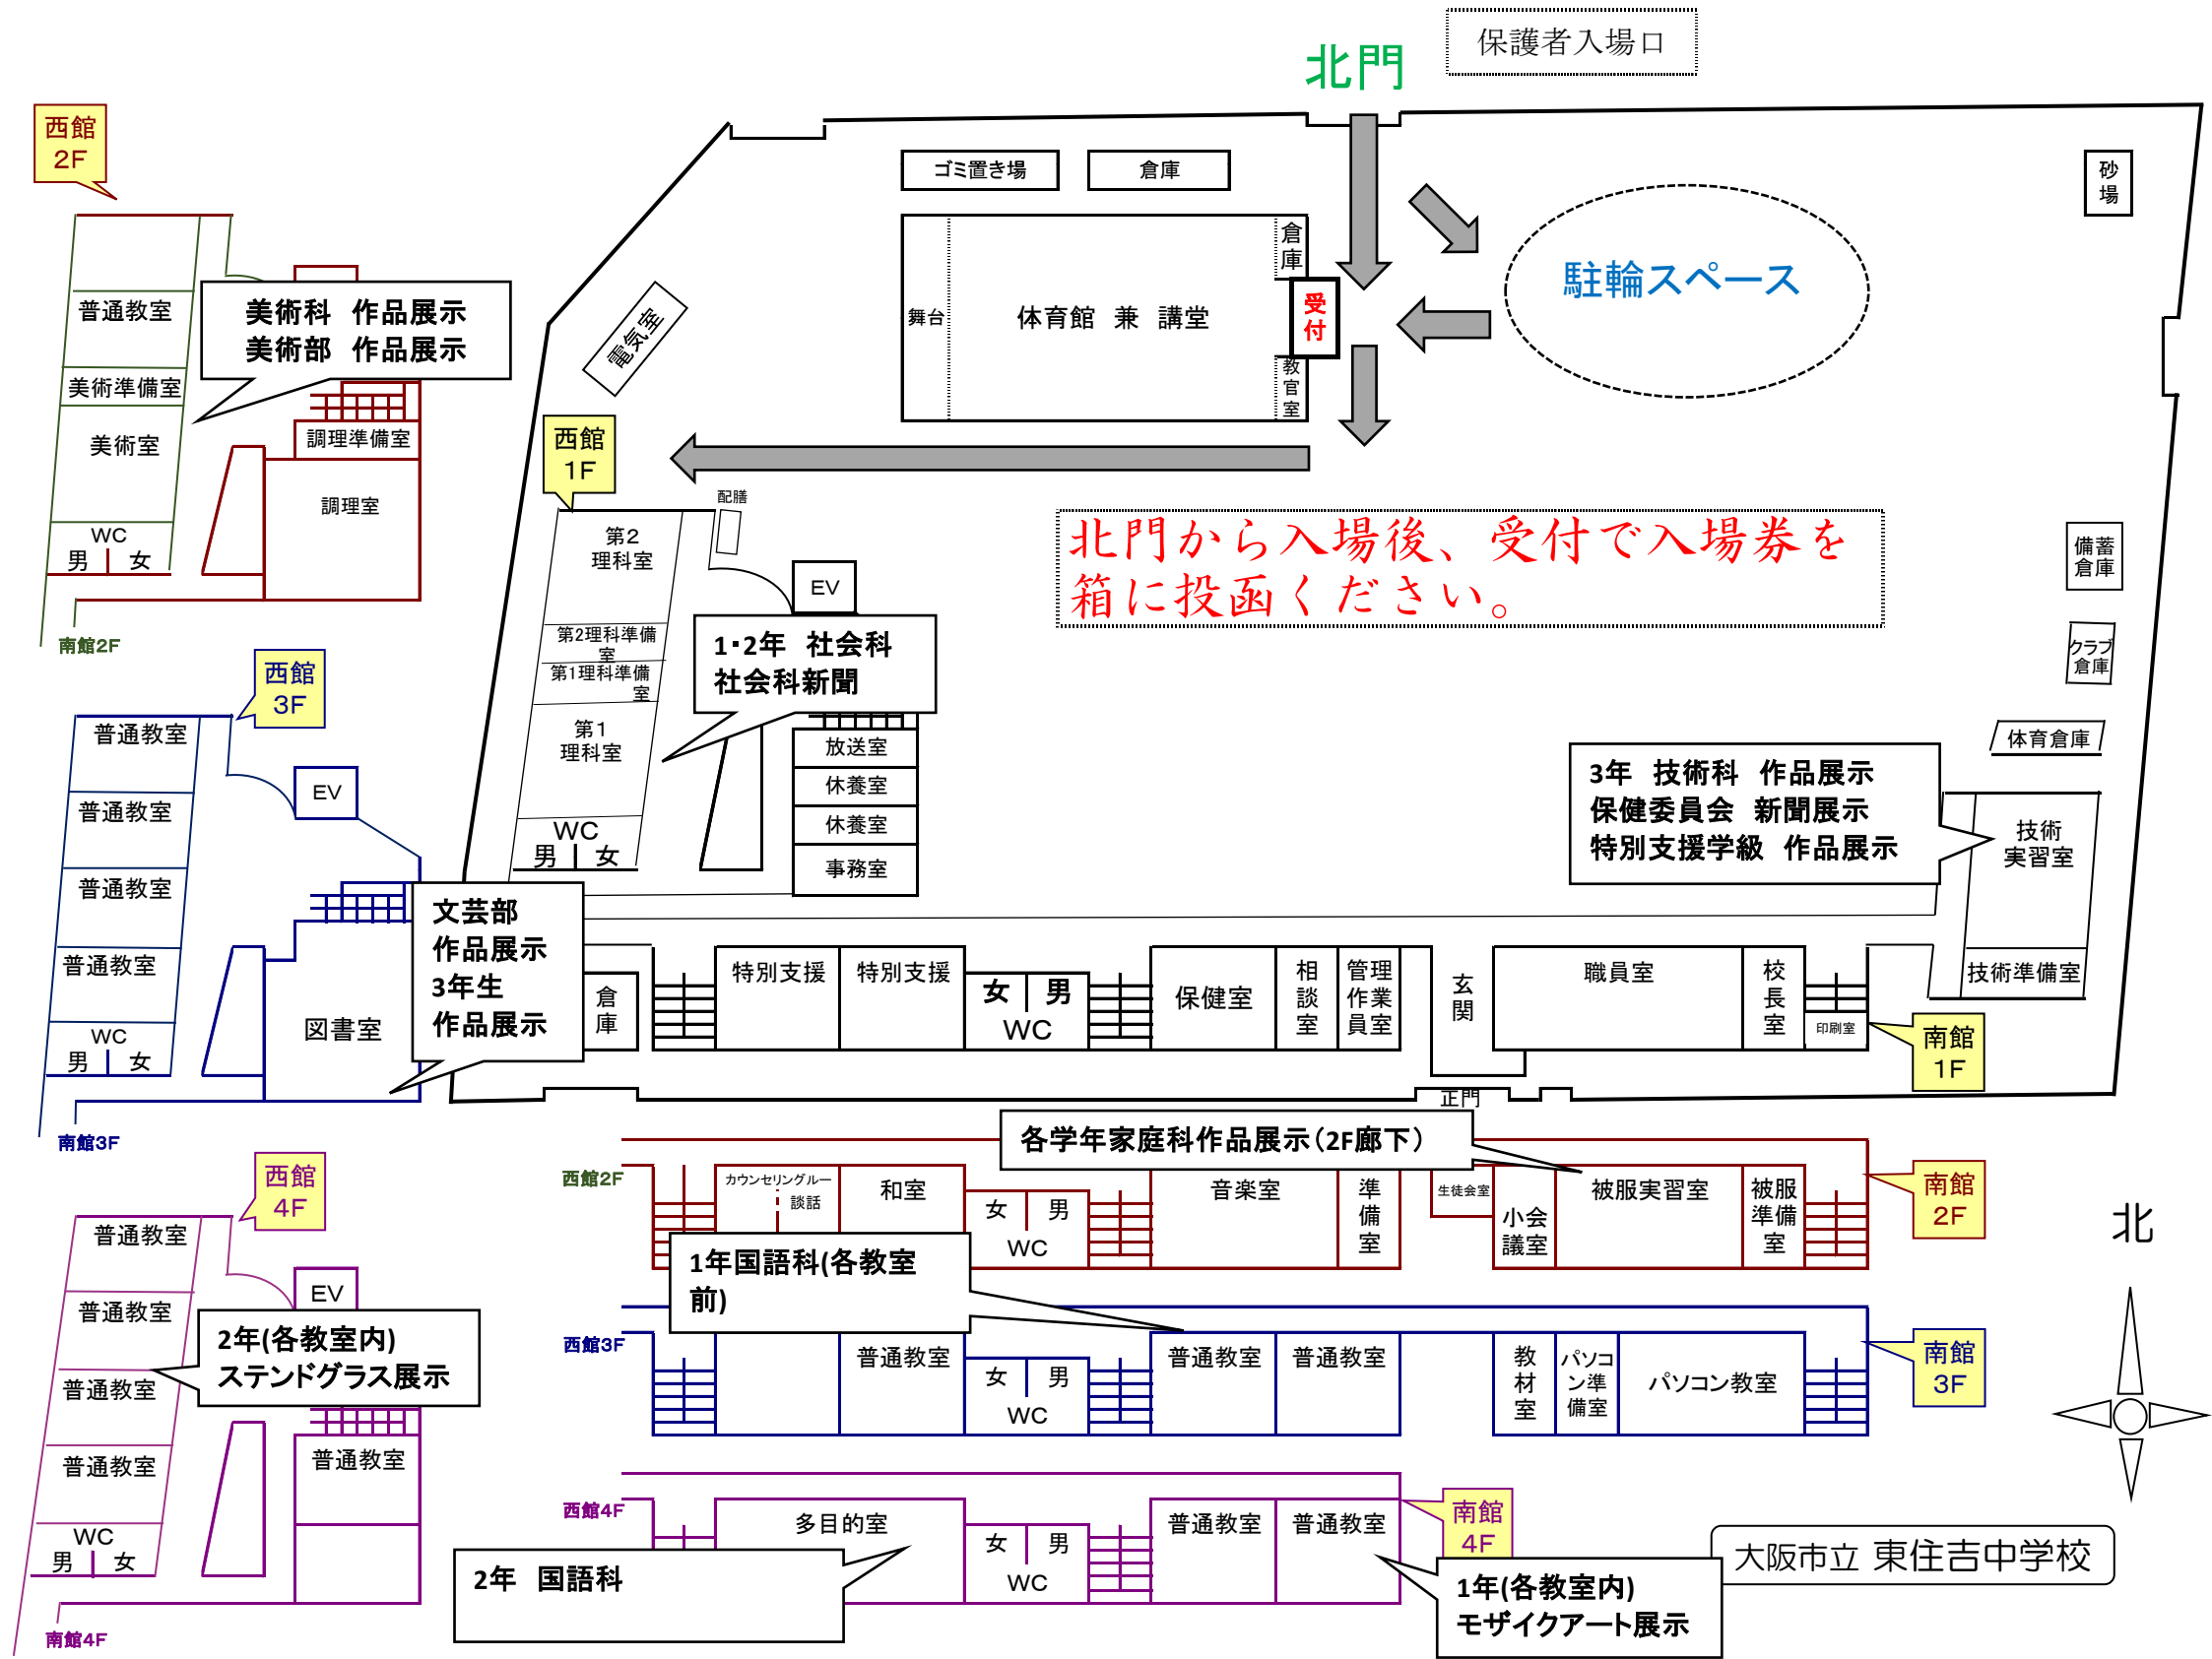 保護者入場口
北門
西館
２Ｆ
ゴミ置き場
倉庫
砂
場
倉
庫
舞台
体育館　兼　講堂
受
付
教
官
室
駐輪スペース
電気室
普通教室
美術科　作品展示
美術部　作品展示
美術準備室
美術室
調理準備室
調理室
WC
男
女
南館2F
西館
１Ｆ
配膳
第２
理科室
EV
第２理科準備
室
第１理科準備
室
1・2年　社会科
社会科新聞
第１
理科室
放送室
休養室
休養室
事務室
WC
男
女
北門から入場後、受付で入場券を
箱に投函ください。
備蓄
倉庫
クラブ
倉庫
体育倉庫
3年　技術科　作品展示
保健委員会　新聞展示
特別支援学級　作品展示
技術
実習室
技術準備室
西館
３Ｆ
普通教室
普通教室
普通教室
普通教室
EV
WC
男
女
図書室
南館3F
文芸部
作品展示
3年生
作品展示
倉
庫
特別支援
特別支援
女
男
WC
保健室
相
談
室
管理
作業
員室
玄
関
職員室
校
長
室
印刷室
南館
１Ｆ
正門
各学年家庭科作品展示（2F廊下）
西館2F
カウンセリングルー
談話
和室
女
男
WC
音楽室
準
備
室
生徒会室
小会
議室
被服実習室
被服
準備
室
南館
２Ｆ
北
1年国語科(各教室
前)
西館3F
普通教室
女
男
WC
普通教室
普通教室
教
材
室
パソコ
ン準
備室
パソコン教室
南館
３Ｆ
西館
４Ｆ
普通教室
普通教室
普通教室
普通教室
EV
2年(各教室内)
ステンドグラス展示
普通教室
WC
男
女
南館4F
西館4F
多目的室
女
男
WC
普通教室
普通教室
南館
４Ｆ
2年　国語科
1年(各教室内)
モザイクアート展示
大阪市立 東住吉中学校